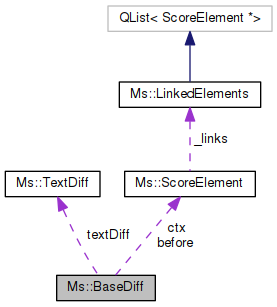 QList< ScoreElement *>
Ms::LinkedElements
_links
Ms::TextDiff
Ms::ScoreElement
textDiff
ctx
before
Ms::BaseDiff